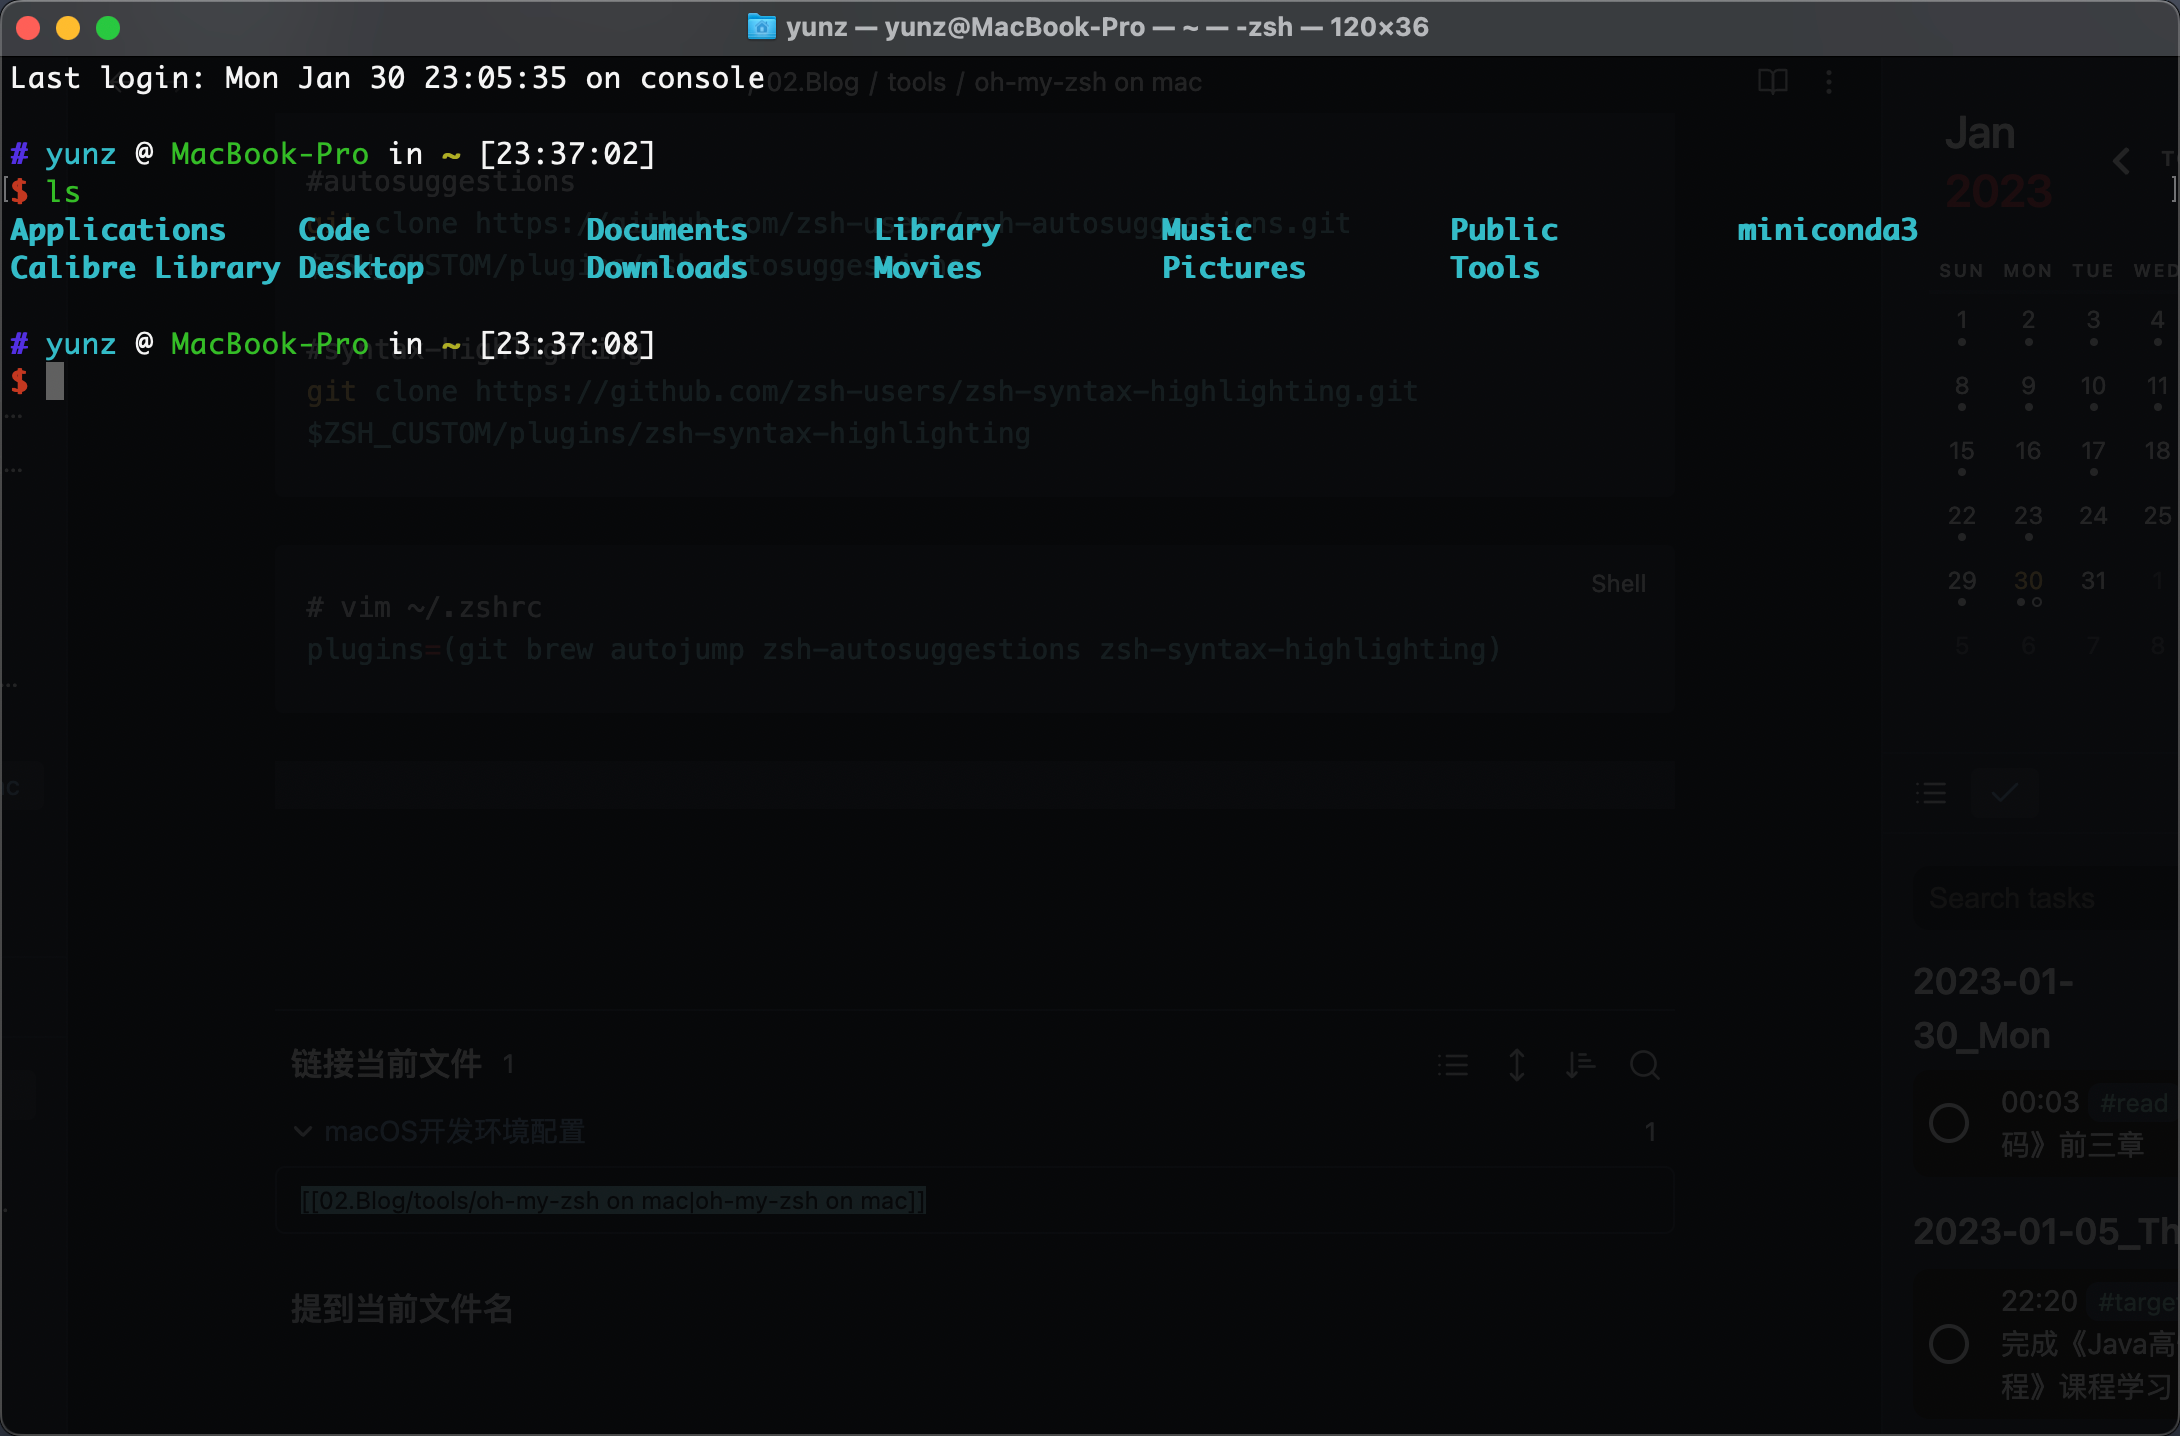 yunz — yunz@MacBook-Pro — ~ — -zsh — 120×36
Last login: Mon Jan 30 23:05:35 on console
# yunz @ MacBook-Pro in ~ [23:37:02]
$ ls
Applications Code Documents Library Music Public miniconda3
Calibre Library Desktop Downloads Movies Pictures Tools
# yunz @ MacBook-Pro in ~ [23:37:08]
$
02.Blog / tools / oh-my-zsh on mac
#autosuggestions
git clone https://github.com/zsh-users/zsh-autosuggestions.git
#syntax-highlighting
git clone https://github.com/zsh-users/zsh-syntax-highlighting.git
$ZSH_CUSTOM/plugins/zsh-syntax-highlighting
Shell
# vim ~/.zshrc
plugins=(git brew autojump zsh-autosuggestions zsh-syntax-highlighting)
链接当前文件 1
macOS开发环境配置 1
[[02.Blog/tools/oh-my-zsh on mac|oh-my-zsh on mac]]
提到当前文件名
Jan
2023
SUN MON TUE WED
1 2 3 4
8 9 10 11
15 16 17 18
22 23 24 25
29 30 31 1
5 6 7 8
Search tasks
2023-01-
30_Mon
00:03 #read
码》前三章
2023-01-05_Th
22:20 #targe
完成《Java高
程》课程学习